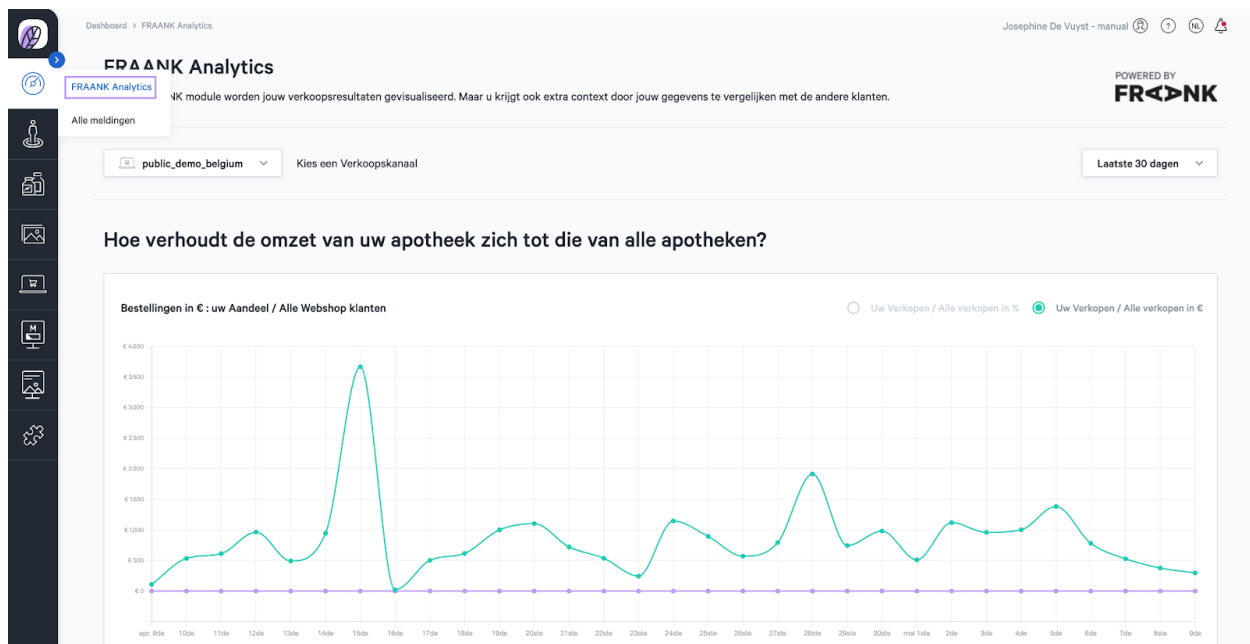 Dashboard > FRAANK Analytics
Josephine De Vuyst - manual
?
NL
FRAANK Analytics
FRAANK Analytics
NK module worden jouw verkoopsresultaten gevisualiseerd. Maar u krijgt ook extra context door jouw gegevens te vergelijken met de andere klanten.
Alle meldingen
POWERED BY
FRAANK
public_demo_belgium
Kies een Verkoopskanaal
Laatste 30 dagen
Hoe verhoudt de omzet van uw apotheek zich tot die van alle apotheken?
Bestellingen in € : uw Aandeel / Alle Webshop klanten
Uw Verkopen / Alle verkopen in %
Uw Verkopen / Alle verkopen in €
€ 4.000
€ 3.500
€ 3.000
€ 2.500
€ 2.000
€ 1.500
€ 1.000
€ 500
€ 0
apr. 9de 10de 11de 12de 13de 14de 15de 16de 17de 18de 19de 20ste 21ste 22ste 23ste 24ste 25ste 26ste 27ste 28ste 29ste 30ste mei 1ste 2de 3de 4de 5de 6de 7de 8ste 9de
M